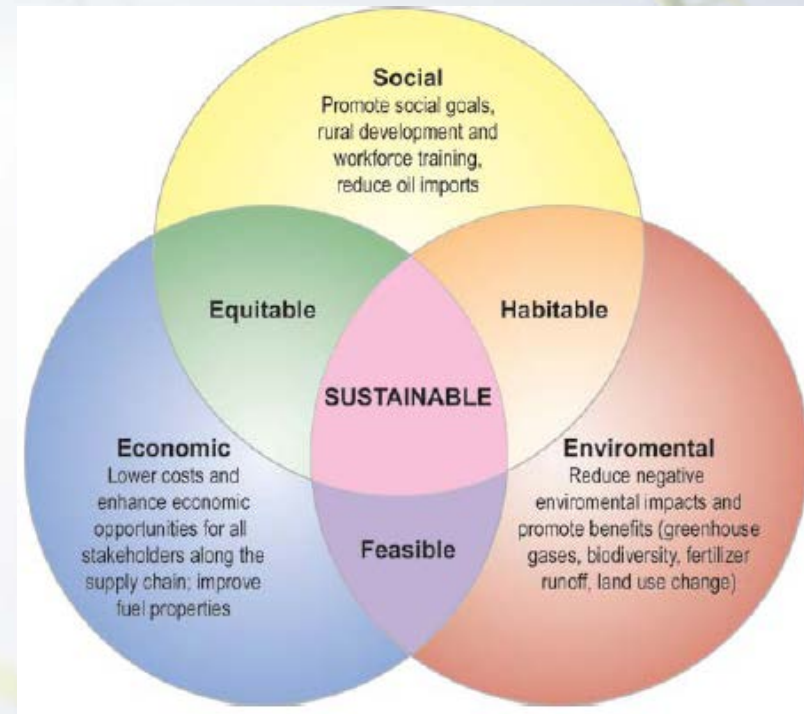 Social
Promote social goals,
rural development and
workforce training,
reduce oil imports
Equitable
Habitable
SUSTAINABLE
Economic
Lower costs and
enhance economic
opportunities for all
stakeholders along the
supply chain; improve
fuel properties
Enviromental
Reduce negative
enviromental impacts and
promote benefits (greenhouse
gases, biodiversity, fertilizer
runoff, land use change)
Feasible